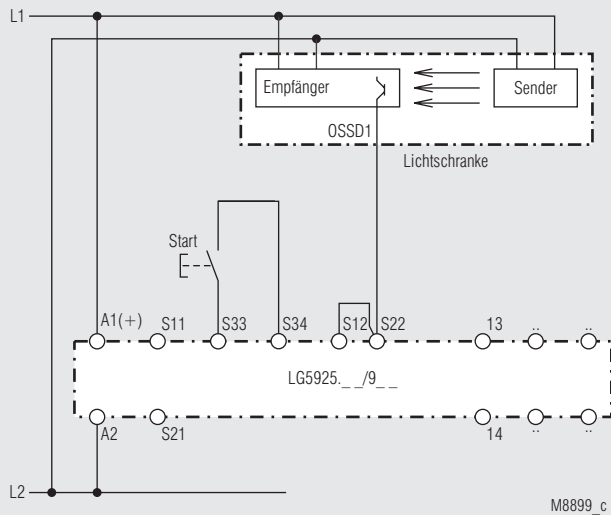 L1
Empfänger
Sender
OSSD1
Lichtschranke
Start
A1(+) S11 S33 S34 S12 S22 13 .. ..
LG5925._ _/9_ _
A2 S21 14 .. ..
L2
M8899_c